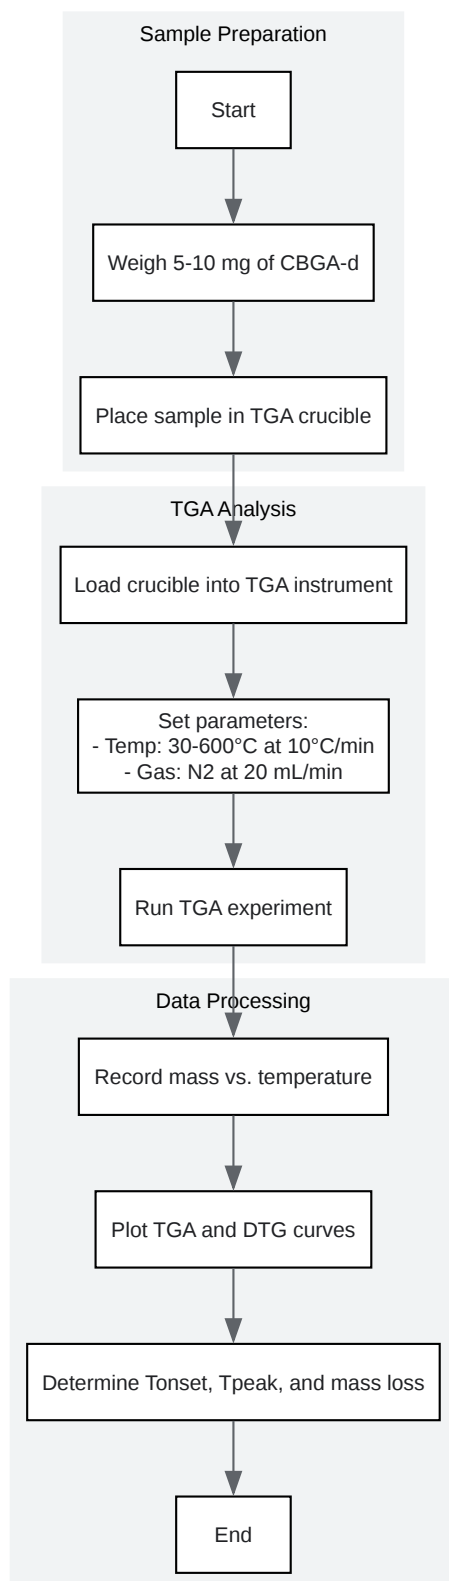 Sample Preparation
Start
Weigh 5-10 mg of CBGA-d
Place sample in TGA crucible
TGA Analysis
Load crucible into TGA instrument
Set parameters:
- Temp: 30-600°C at 10°C/min
- Gas: N2 at 20 mL/min
Run TGA experiment
Data Processing
Record mass vs. temperature
Plot TGA and DTG curves
Determine Tonset, Tpeak, and mass loss
End